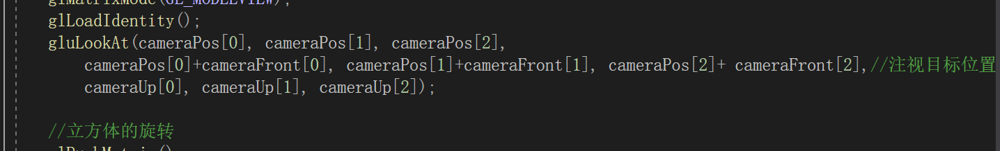 glMatrixMode(GL_MODELVIEW);
glLoadIdentity();
gluLookAt(cameraPos[0], cameraPos[1], cameraPos[2],
cameraPos[0]+cameraFront[0], cameraPos[1]+cameraFront[1], cameraPos[2]+ cameraFront[2],//注视目标位置
cameraUp[0], cameraUp[1], cameraUp[2]);
//立方体的旋转
glPushMatrix()